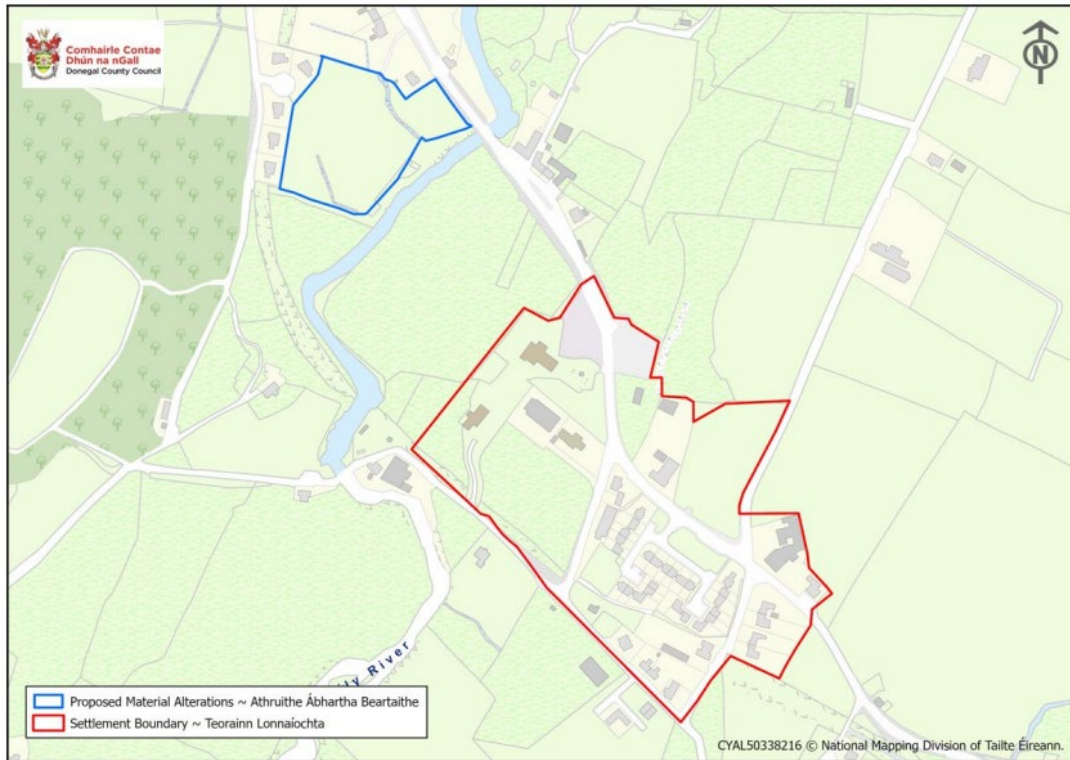 Comhairle Contae
Dhún na nGall
Donegal County Council
N
River
Proposed Material Alterations ~ Athruithe Ábhartha Beartaithe
Settlement Boundary ~ Teorainn Lonnaíochta
CYAL50338216 © National Mapping Division of Tailte Éireann.